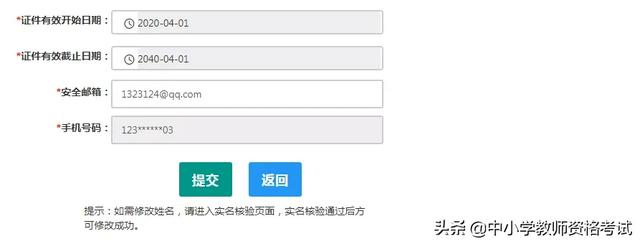 *证件有效开始日期： 2020-04-01
*证件有效截止日期： 2040-04-01
*安全邮箱： 1323124@qq.com
*手机号码： 123******03
提交 返回
提示：如需修改姓名，请进入实名核验页面，实名核验通过后方
可修改成功。
头条 @中小学教师资格考试